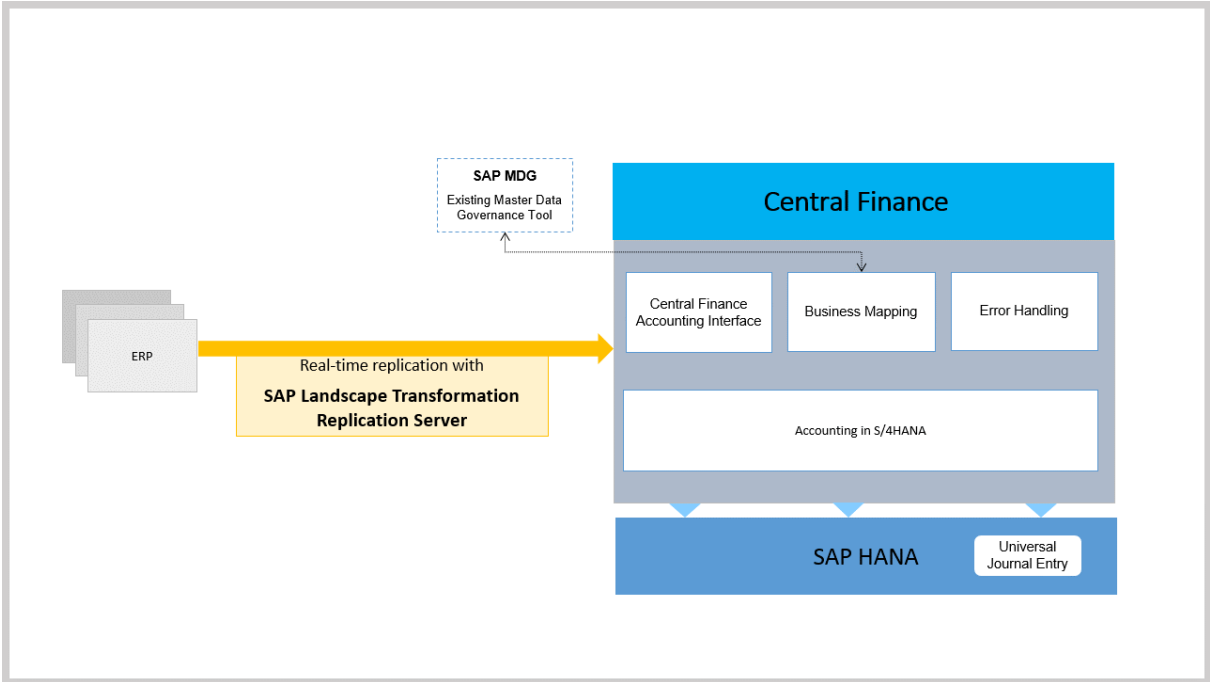 SAP MDG
Existing Master Data
Governance Tool
Central Finance
Central Finance
Accounting Interface
Business Mapping
Error Handling
ERP
Real-time replication with
SAP Landscape Transformation
Replication Server
Accounting in S/4HANA
SAP HANA
Universal
Journal Entry